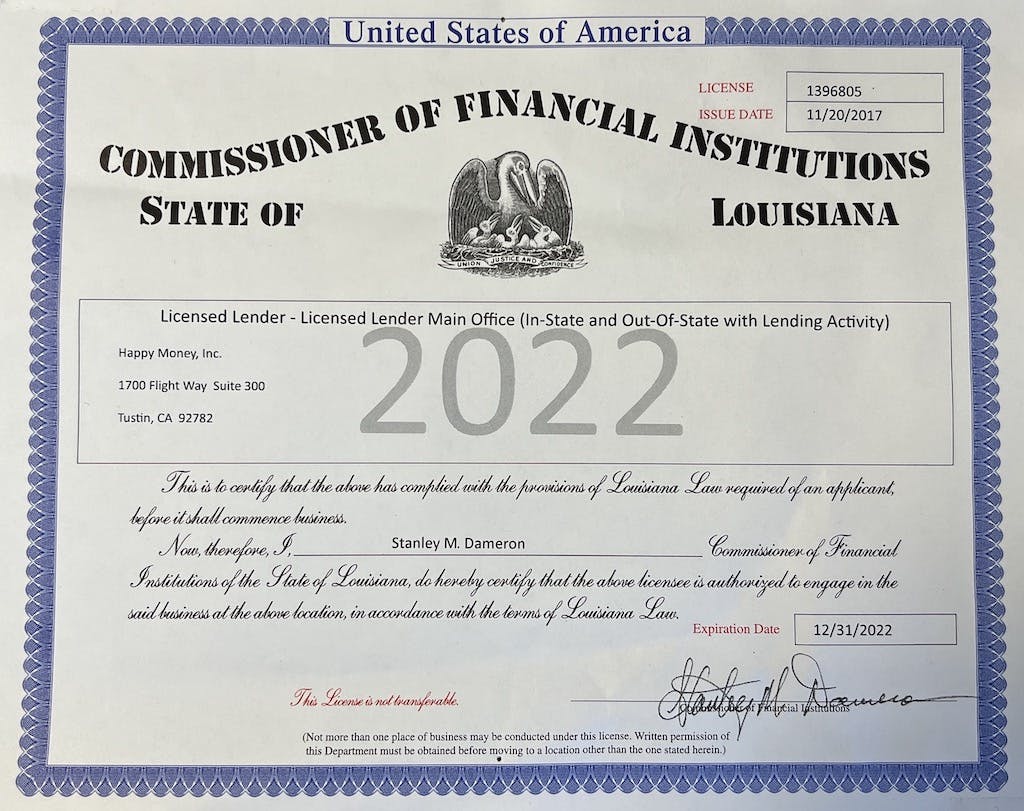 United States of America
LICENSE 1396805
ISSUE DATE 11/20/2017
COMMISSIONER OF FINANCIAL INSTITUTIONS
STATE OF LOUISIANA
UNION JUSTICE AND CONFIDENCE
Licensed Lender - Licensed Lender Main Office (In-State and Out-Of-State with Lending Activity)
Happy Money, Inc.
1700 Flight Way Suite 300
Tustin, CA 92782
2022
This is to certify that the above has complied with the provisions of Louisiana Law required of an applicant,
before it shall commence business.
Now, therefore, I, Stanley M. Dameron Commissioner of Financial
Institutions of the State of Louisiana, do hereby certify that the above licensee is authorized to engage in the
said business at the above location, in accordance with the terms of Louisiana Law.
Expiration Date 12/31/2022
This License is not transferable.
Stanley M Dameron
Commissioner of Financial Institutions
(Not more than one place of business may be conducted under this license. Written permission of
this Department must be obtained before moving to a location other than the one stated herein.)